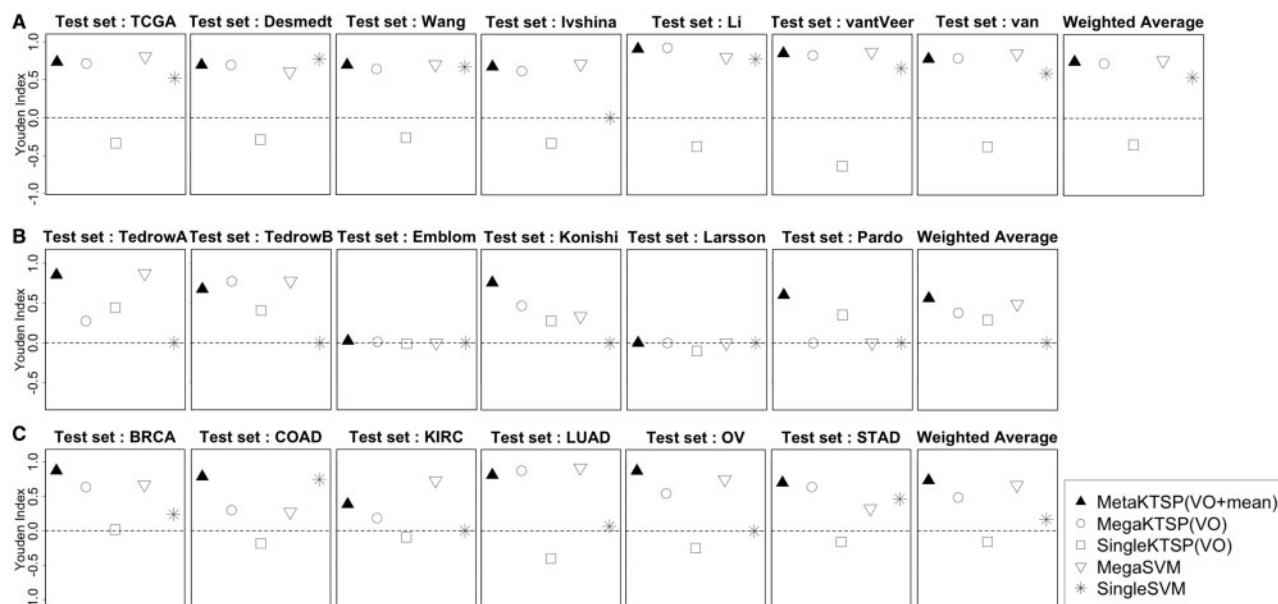 A
Test set : TCGA
Test set : Desmedt
Test set : Wang
Test set : Ivshina
Test set : Li
Test set : vantVeer
Test set : van
Weighted Average
Youden Index
1.0
0.5
0.0
-0.5
-1.0
B
Test set : TedrowA
Test set : TedrowB
Test set : Emblom
Test set : Konishi
Test set : Larsson
Test set : Pardo
Weighted Average
Youden Index
1.0
0.5
0.0
-0.5
C
Test set : BRCA
Test set : COAD
Test set : KIRC
Test set : LUAD
Test set : OV
Test set : STAD
Weighted Average
Youden Index
1.0
0.5
0.0
-0.5
-1.0
MetaKTSP(VO+mean)
MegaKTSP(VO)
SingleKTSP(VO)
MegaSVM
SingleSVM